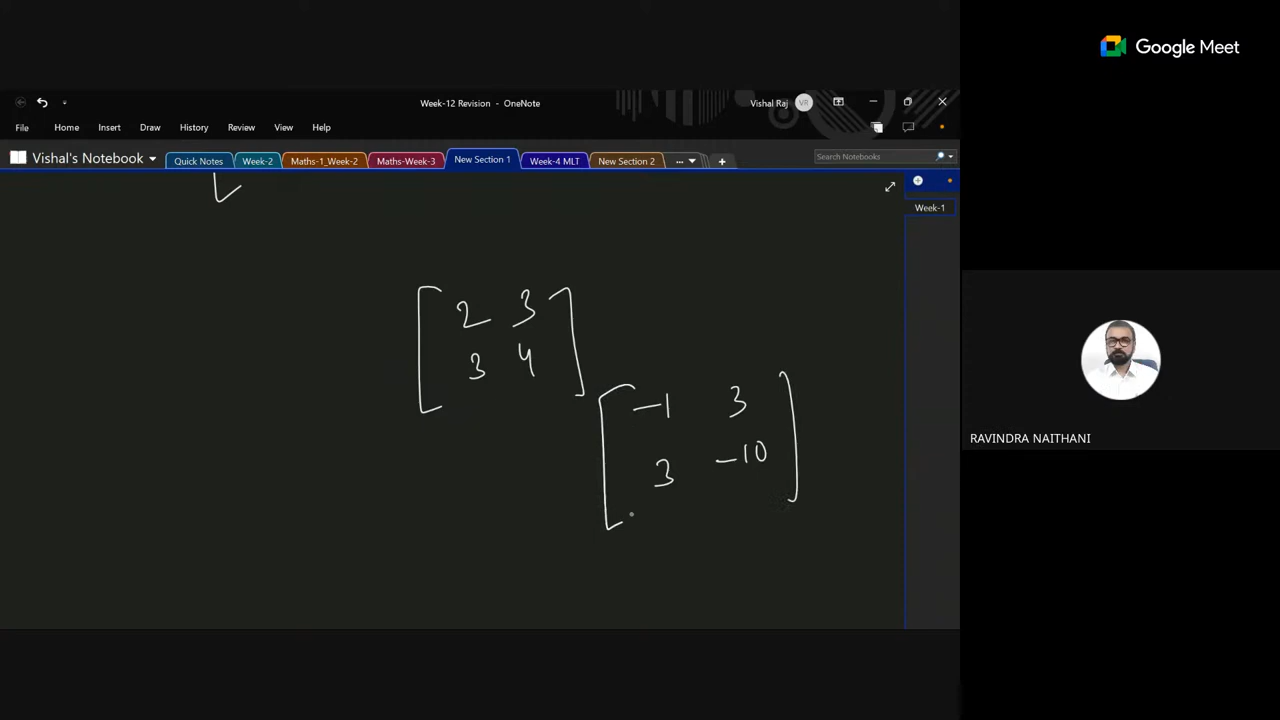 Google Meet
Week-12 Revision - OneNote
Vishal Raj VR
File Home Insert Draw History Review View Help
Vishal's Notebook Quick Notes Week-2 Maths-1_Week-2 Maths-Week-3 New Section 1 Week-4 MLT New Section 2 ... + Search Notebooks
Week-1
2 3
3 4
-1 3
3 -10
RAVINDRA NAITHANI